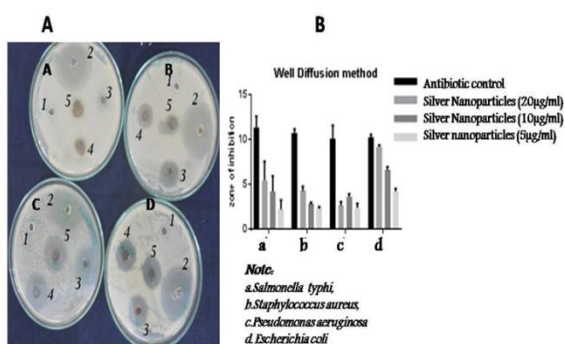 A
B
A
2
1
5
3
4
B
1
2
5
4
3
C
2
1
5
3
4
D
1
4
5
2
3
Well Diffusion method
zone of inhibition
15
10
5
0
a b c d
Antibiotic control
Silver Nanoparticles (20µg/ml)
Silver Nanoparticles (10µg/ml)
Silver nanoparticles (5µg/ml)
Note:
a.Salmonella typhi,
b.Staphylococcus aureus,
c.Pseudomonas aeruginosa
d.Escherichia coli